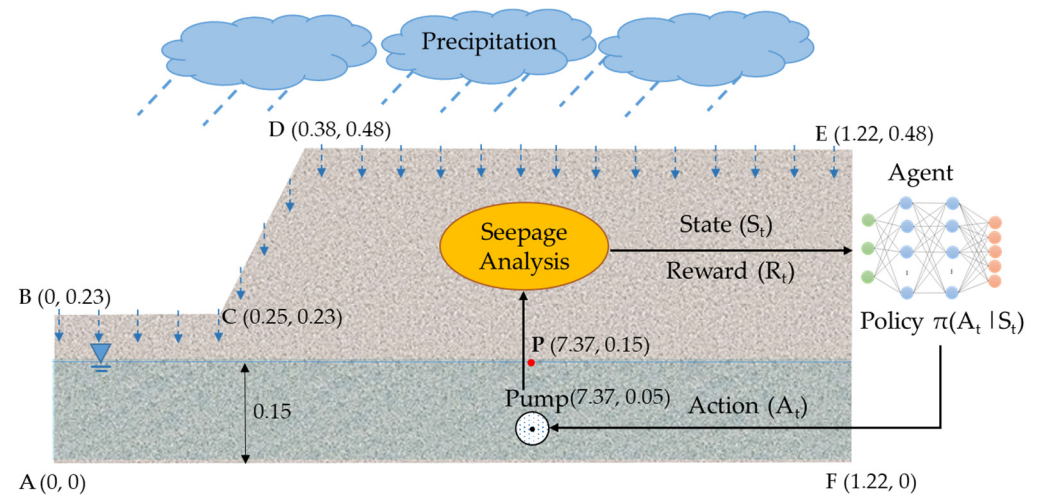 Precipitation
D (0.38, 0.48)
E (1.22, 0.48)
Agent
Seepage
Analysis
State (Sₜ)
Reward (Rₜ)
B (0, 0.23)
C (0.25, 0.23)
Policy π(Aₜ |Sₜ)
P (7.37, 0.15)
0.15
Pump(7.37, 0.05)
Action (Aₜ)
A (0, 0)
F (1.22, 0)